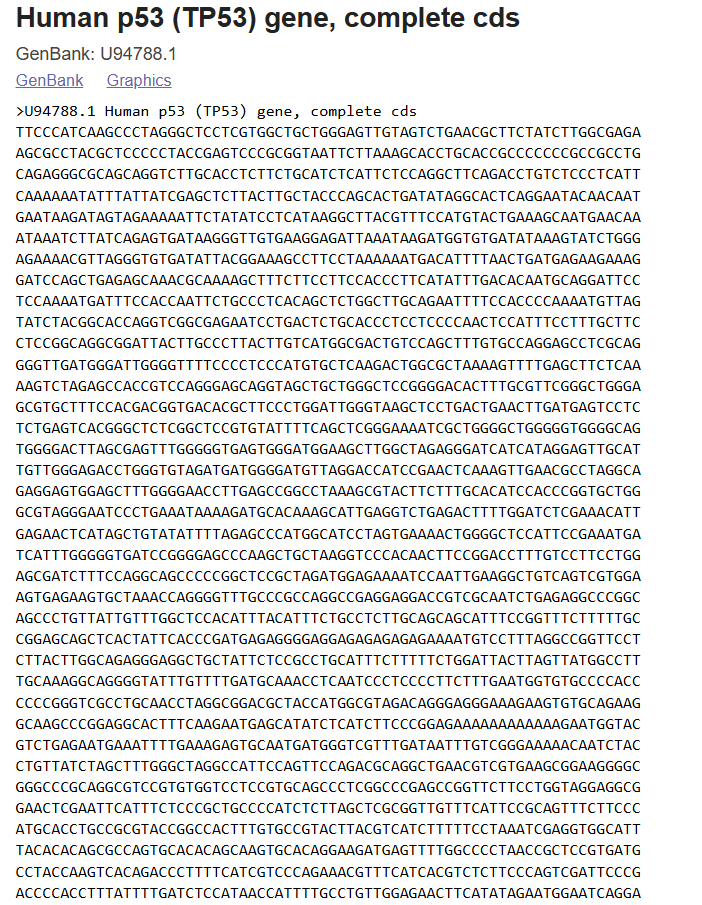 Human p53 (TP53) gene, complete cds
GenBank: U94788.1
GenBank Graphics
>U94788.1 Human p53 (TP53) gene, complete cds
TTCCCATCAAGCCCTAGGGCTCCTCGTGGCTGCTGGGAGTTGTAGTCTGAACGCTTCTATCTTGGCGAGA
AGCGCCTACGCTCCCCCTACCGAGTCCCGCGGTAATTCTTAAAGCACCTGCACCGCCCCCCCGCCGCCTG
CAGAGGGCGCAGCAGGTCTTGCACCTCTTCTGCATCTCATTCTCCAGGCTTCAGACCTGTCTCCCTCATT
CAAAAAATATTTATTATCGAGCTCTTACTTGCTACCCAGCACTGATATAGGCACTCAGGAATACAACAAT
GAATAAGATAGTAGAAAAATTCTATATCCTCATAAGGCTTACGTTTCCATGTACTGAAAGCAATGAACAA
ATAAATCTTATCAGAGTGATAAGGGTTGTGAAGGAGATTAAATAAGATGGTGTGATATAAAGTATCTGGG
AGAAAACGTTAGGGTGTGATATTACGGAAAGCCTTCCTAAAAAATGACATTTTAACTGATGAGAAGAAAG
GATCCAGCTGAGAGCAAACGCAAAAGCTTTCTTCCTTCCACCCTTCATATTTGACACAATGCAGGATTCC
TCCAAAATGATTTCCACCAATTCTGCCCTCACAGCTCTGGCTTGCAGAATTTTCCACCCCAAAATGTTAG
TATCTACGGCACCAGGTCGGCGAGAATCCTGACTCTGCACCCTCCTCCCCAACTCCATTTCCTTTGCTTC
CTCCGGCAGGCGGATTACTTGCCCTTACTTGTCATGGCGACTGTCCAGCTTTGTGCCAGGAGCCTCGCAG
GGGTTGATGGGATTGGGGTTTTCCCCTCCCATGTGCTCAAGACTGGCGCTAAAAGTTTTGAGCTTCTCAA
AAGTCTAGAGCCACCGTCCAGGGAGCAGGTAGCTGCTGGGCTCCGGGGACACTTTGCGTTCGGGCTGGGA
GCGTGCTTTCCACGACGGTGACACGCTTCCCTGGATTGGGTAAGCTCCTGACTGAACTTGATGAGTCCTC
TCTGAGTCACGGGCTCTCGGCTCCGTGTATTTTCAGCTCGGGAAAATCGCTGGGGCTGGGGGTGGGGCAG
TGGGGACTTAGCGAGTTTGGGGGTGAGTGGGATGGAAGCTTGGCTAGAGGGATCATCATAGGAGTTGCAT
TGTTGGGAGACCTGGGTGTAGATGATGGGGATGTTAGGACCATCCGAACTCAAAGTTGAACGCCTAGGCA
GAGGAGTGGAGCTTTGGGGAACCTTGAGCCGGCCTAAAGCGTACTTCTTTGCACATCCACCCGGTGCTGG
GCGTAGGGAATCCCTGAAATAAAAGATGCACAAAGCATTGAGGTCTGAGACTTTTGGATCTCGAAACATT
GAGAACTCATAGCTGTATATTTTAGAGCCCATGGCATCCTAGTGAAAACTGGGGCTCCATTCCGAAATGA
TCATTTGGGGGTGATCCGGGGAGCCCAAGCTGCTAAGGTCCCACAACTTCCGGACCTTTGTCCTTCCTGG
AGCGATCTTTCCAGGCAGCCCCCGGCTCCGCTAGATGGAGAAAATCCAATTGAAGGCTGTCAGTCGTGGA
AGTGAGAAGTGCTAAACCAGGGGTTTGCCCGCCAGGCCGAGGAGGACCGTCGCAATCTGAGAGGCCCGGC
AGCCCTGTTATTGTTTGGCTCCACATTTACATTTCTGCCTCTTGCAGCAGCATTTCCGGTTTCTTTTTGC
CGGAGCAGCTCACTATTCACCCGATGAGAGGGGAGGAGAGAGAGAGAAAATGTCCTTTAGGCCGGTTCCT
CTTACTTGGCAGAGGGAGGCTGCTATTCTCCGCCTGCATTTCTTTTTCTGGATTACTTAGTTATGGCCTT
TGCAAAGGCAGGGGTATTTGTTTTGATGCAAACCTCAATCCCTCCCCTTCTTTGAATGGTGTGCCCCACC
CCCCGGGTCGCCTGCAACCTAGGCGGACGCTACCATGGCGTAGACAGGGAGGGAAAGAAGTGTGCAGAAG
GCAAGCCCGGAGGCACTTTCAAGAATGAGCATATCTCATCTTCCCGGAGAAAAAAAAAAAAGAATGGTAC
GTCTGAGAATGAAATTTTGAAAGAGTGCAATGATGGGTCGTTTGATAATTTGTCGGGAAAAACAATCTAC
CTGTTATCTAGCTTTGGGCTAGGCCATTCCAGTTCCAGACGCAGGCTGAACGTCGTGAAGCGGAAGGGGC
GGGCCCGCAGGCGTCCGTGTGGTCCTCCGTGCAGCCCTCGGCCCGAGCCGGTTCTTCCTGGTAGGAGGCG
GAACTCGAATTCATTTCTCCCGCTGCCCCATCTCTTAGCTCGCGGTTGTTTCATTCCGCAGTTTCTTCCC
ATGCACCTGCCGCGTACCGGCCACTTTGTGCCGTACTTACGTCATCTTTTTCCTAAATCGAGGTGGCATT
TACACACAGCGCCAGTGCACACAGCAAGTGCACAGGAAGATGAGTTTTGGCCCCTAACCGCTCCGTGATG
CCTACCAAGTCACAGACCCTTTTCATCGTCCCAGAAACGTTTCATCACGTCTCTTCCCAGTCGATTCCCG
ACCCCACCTTTATTTTGATCTCCATAACCATTTTGCCTGTTGGAGAACTTCATATAGAATGGAATCAGGA